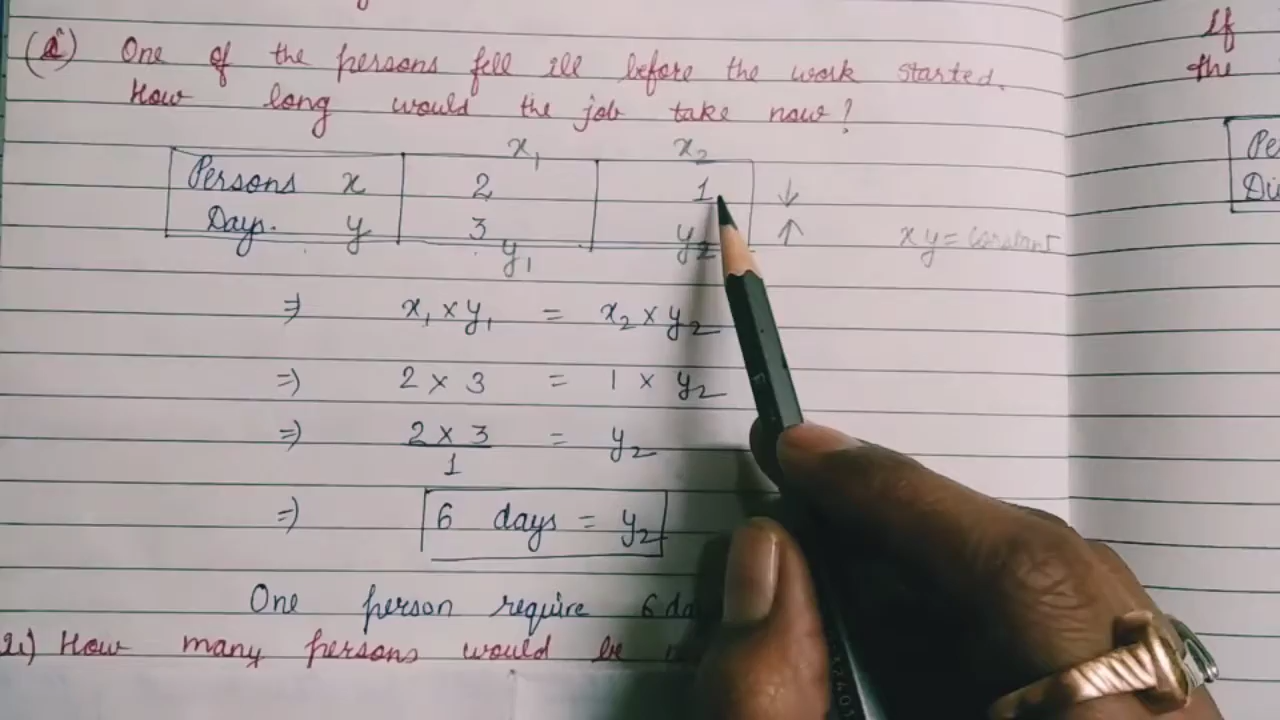 (i) One of the persons fell ill before the work started.
How long would the job take now?
x₁ x₂
Persons x 2 1 ↓
Days. y 3 y₂ ↑ xy = constant
y₁
⇒ x₁ × y₁ = x₂ × y₂
⇒ 2 × 3 = 1 × y₂
⇒ 2 × 3 = y₂
1
⇒ 6 days = y₂
One person require 6 da
How many persons would be
If
the
Pe
Di